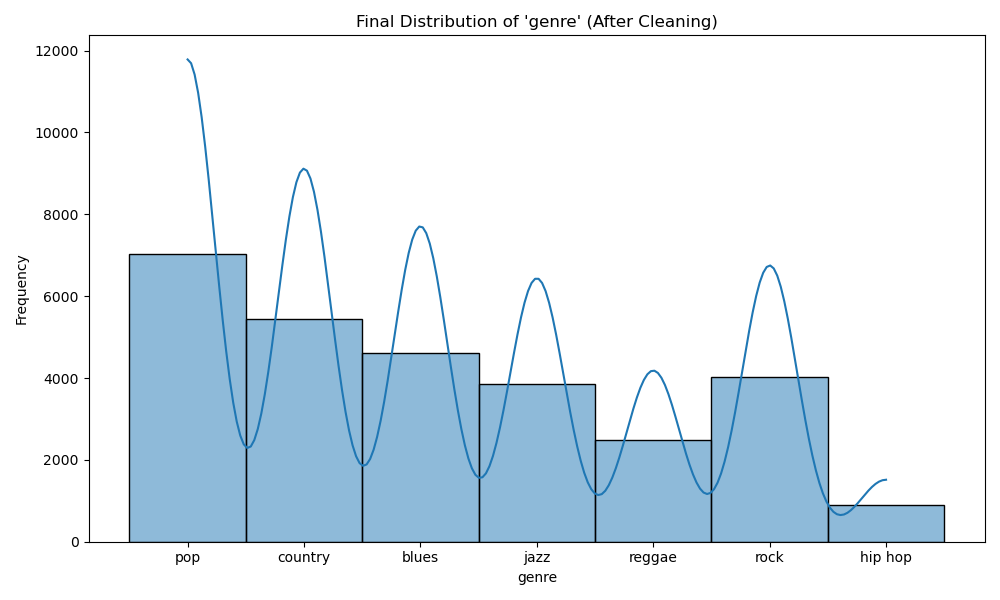 Final Distribution of 'genre' (After Cleaning)
12000
10000
8000
6000
4000
2000
0
Frequency
pop country blues jazz reggae rock hip hop
genre